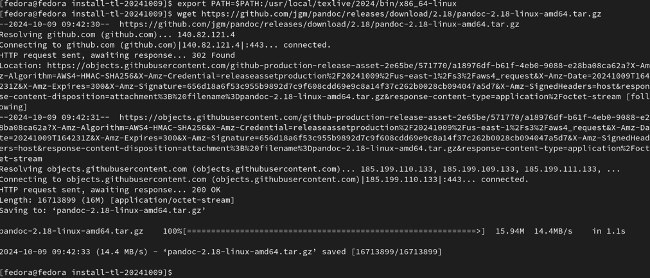 [fedora@fedora install-tl-20241009]$ export PATH=$PATH:/usr/local/texlive/2024/bin/x86_64-linux
[fedora@fedora install-tl-20241009]$ wget https://github.com/jgm/pandoc/releases/download/2.18/pandoc-2.18-linux-amd64.tar.gz
--2024-10-09 09:42:30-- https://github.com/jgm/pandoc/releases/download/2.18/pandoc-2.18-linux-amd64.tar.gz
Resolving github.com (github.com)... 140.82.121.4
Connecting to github.com (github.com)|140.82.121.4|:443... connected.
HTTP request sent, awaiting response... 302 Found
Location: https://objects.githubusercontent.com/github-production-release-asset-2e65be/571770/a18976df-b61f-4eb0-9088-e28ba08ca62a?X-Am
z-Algorithm=AWS4-HMAC-SHA256&X-Amz-Credential=releaseassetproduction%2F20241009%2Fus-east-1%2Fs3%2Faws4_request&X-Amz-Date=20241009T164
231Z&X-Amz-Expires=300&X-Amz-Signature=656d18a6f53c955b9892d7c9f608cdd69e9c8a14f37c262b0028cb094047a5d7&X-Amz-SignedHeaders=host&respon
se-content-disposition=attachment%3B%20filename%3Dpandoc-2.18-linux-amd64.tar.gz&response-content-type=application%2Foctet-stream [foll
owing]
--2024-10-09 09:42:31-- https://objects.githubusercontent.com/github-production-release-asset-2e65be/571770/a18976df-b61f-4eb0-9088-e2
8ba08ca62a?X-Amz-Algorithm=AWS4-HMAC-SHA256&X-Amz-Credential=releaseassetproduction%2F20241009%2Fus-east-1%2Fs3%2Faws4_request&X-Amz-Da
te=20241009T164231Z&X-Amz-Expires=300&X-Amz-Signature=656d18a6f53c955b9892d7c9f608cdd69e9c8a14f37c262b0028cb094047a5d7&X-Amz-SignedHead
ers=host&response-content-disposition=attachment%3B%20filename%3Dpandoc-2.18-linux-amd64.tar.gz&response-content-type=application%2Foct
et-stream
Resolving objects.githubusercontent.com (objects.githubusercontent.com)... 185.199.110.133, 185.199.109.133, 185.199.111.133, ...
Connecting to objects.githubusercontent.com (objects.githubusercontent.com)|185.199.110.133|:443... connected.
HTTP request sent, awaiting response... 200 OK
Length: 16713899 (16M) [application/octet-stream]
Saving to: ‘pandoc-2.18-linux-amd64.tar.gz’
pandoc-2.18-linux-amd64.tar.gz 100%[==================================================>] 15.94M 14.4MB/s in 1.1s
2024-10-09 09:42:33 (14.4 MB/s) - ‘pandoc-2.18-linux-amd64.tar.gz’ saved [16713899/16713899]
[fedora@fedora install-tl-20241009]$